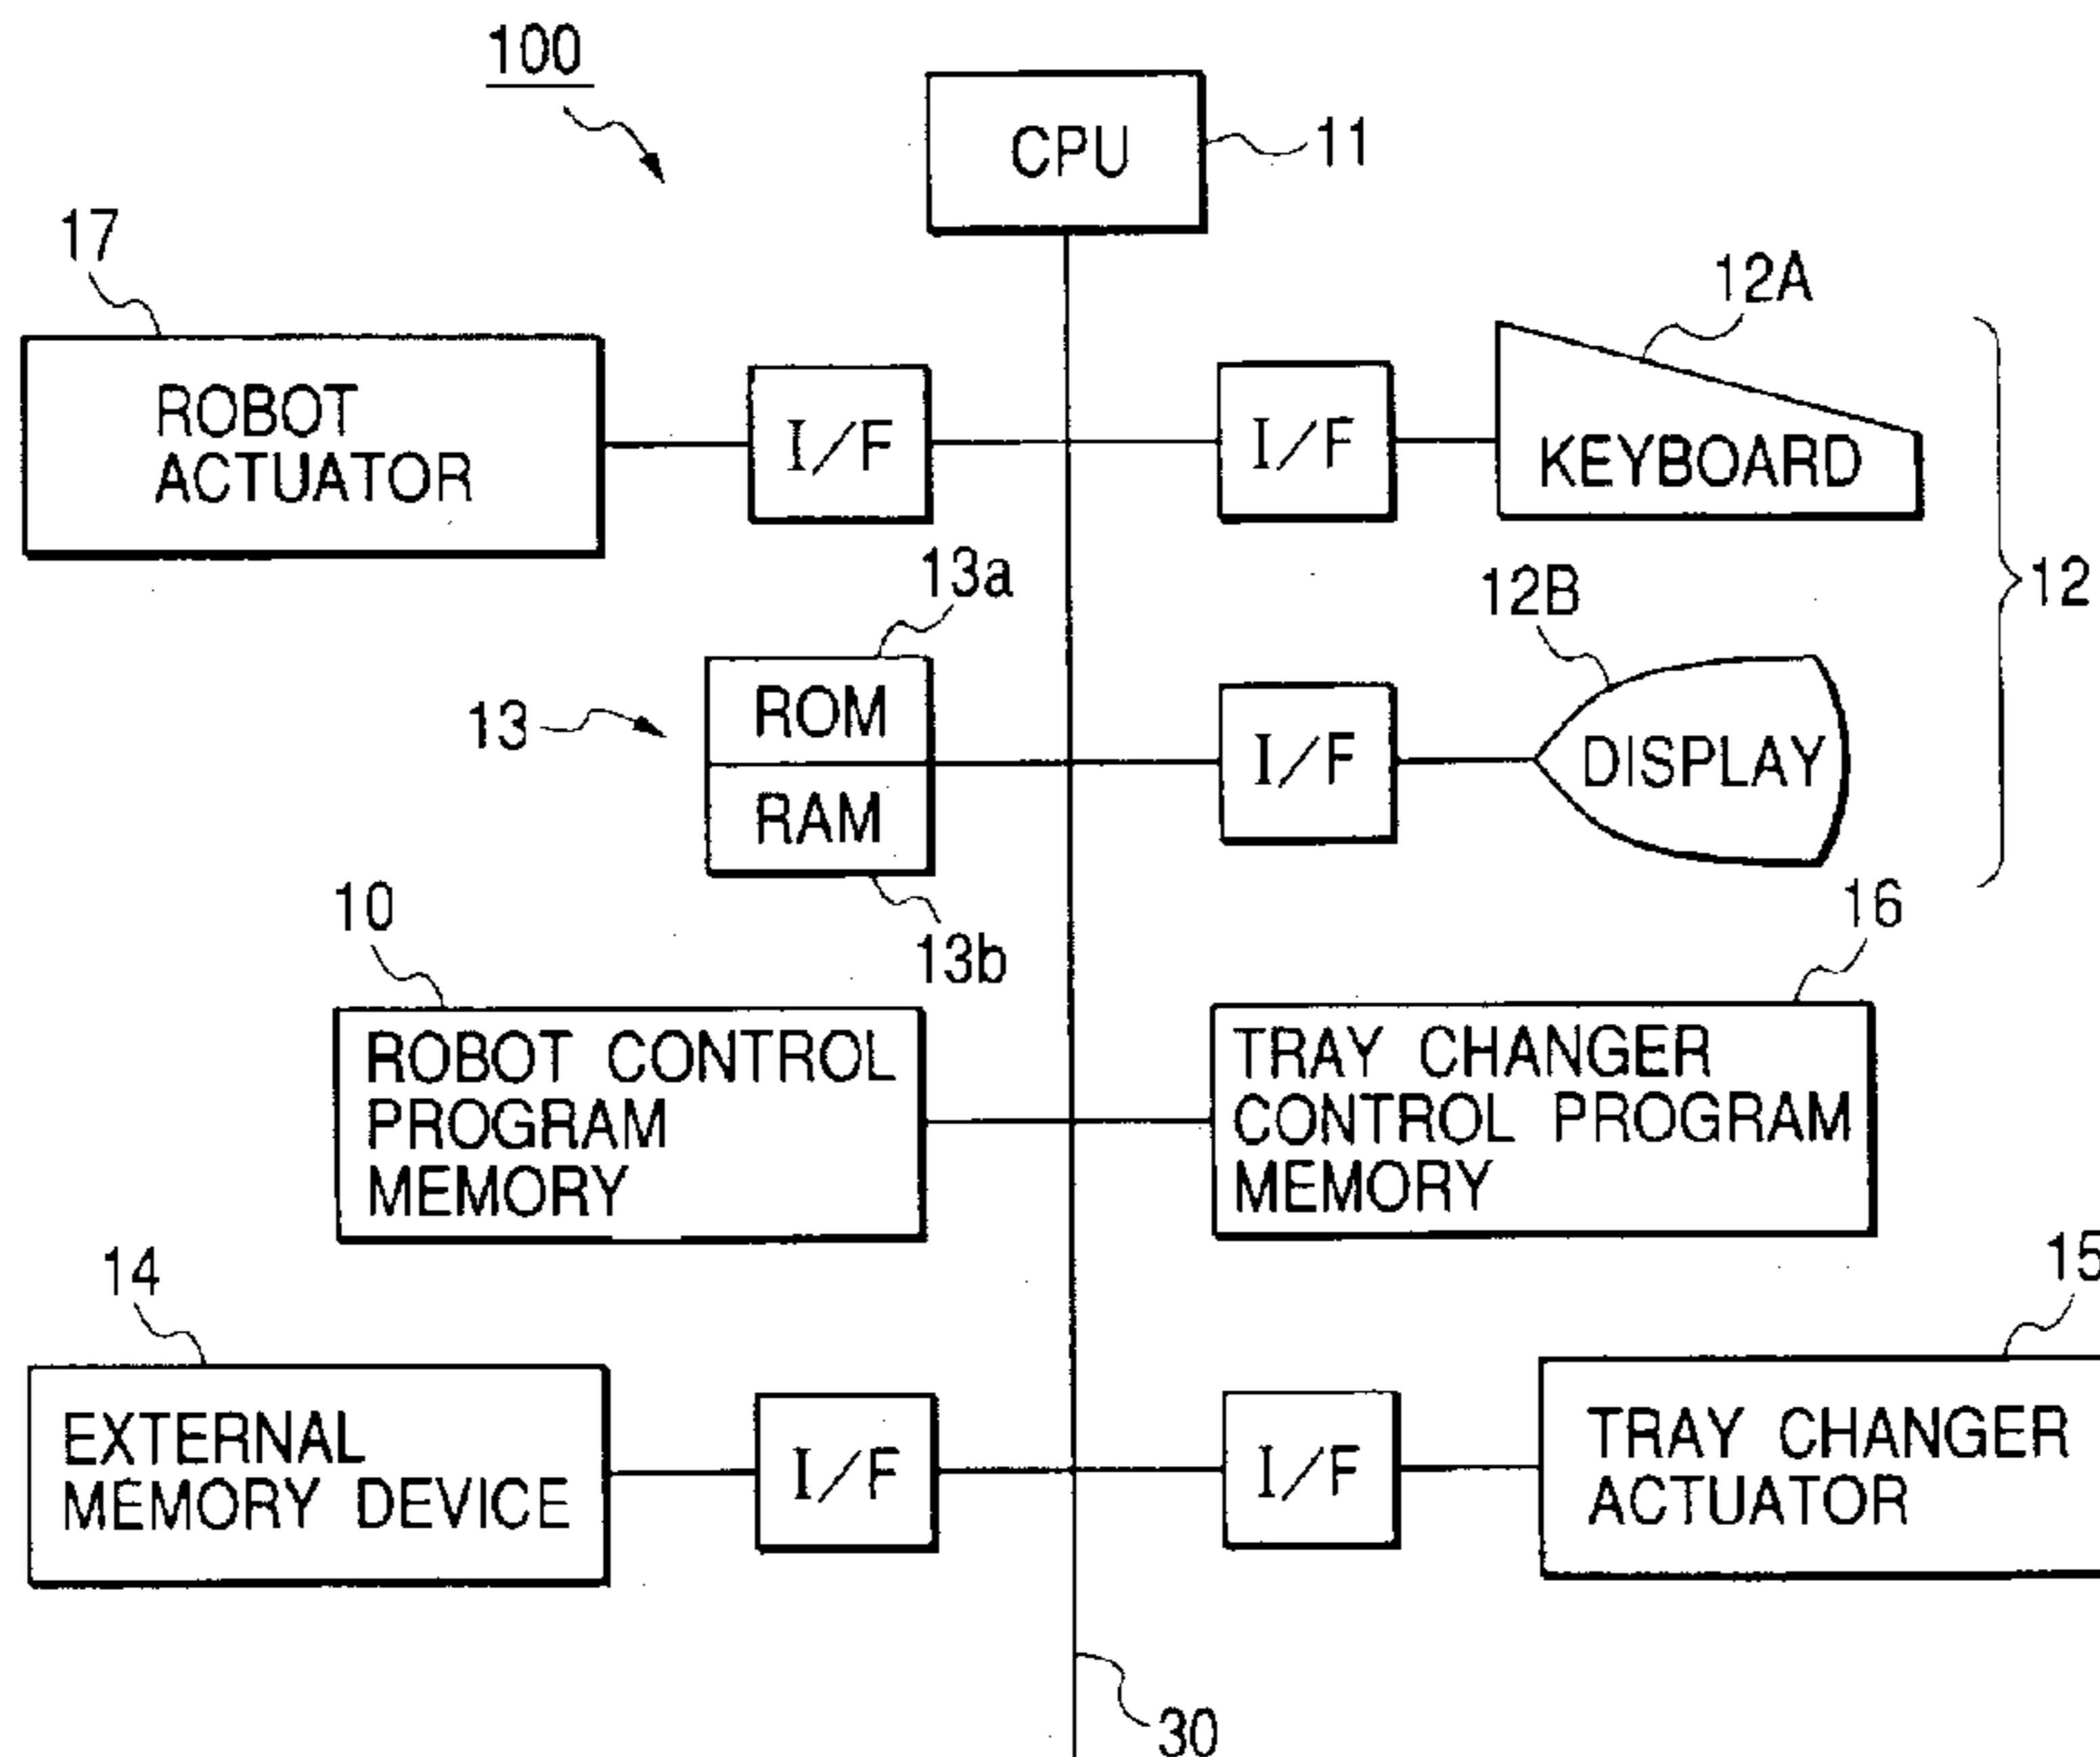 100
CPU
11
17
12A
ROBOT
ACTUATOR
I/F
I/F
KEYBOARD
12
13a
12B
13
ROM
RAM
I/F
DISPLAY
13b
10
16
ROBOT CONTROL
PROGRAM
MEMORY
TRAY CHANGER
CONTROL PROGRAM
MEMORY
14
15
EXTERNAL
MEMORY DEVICE
I/F
I/F
TRAY CHANGER
ACTUATOR
30